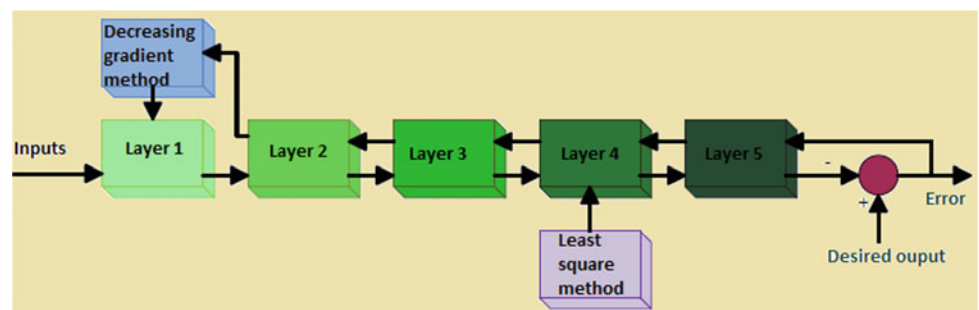 Decreasing
gradient
method
Inputs
Layer 1
Layer 2
Layer 3
Layer 4
Layer 5
-
+
Error
Least
square
method
Desired ouput